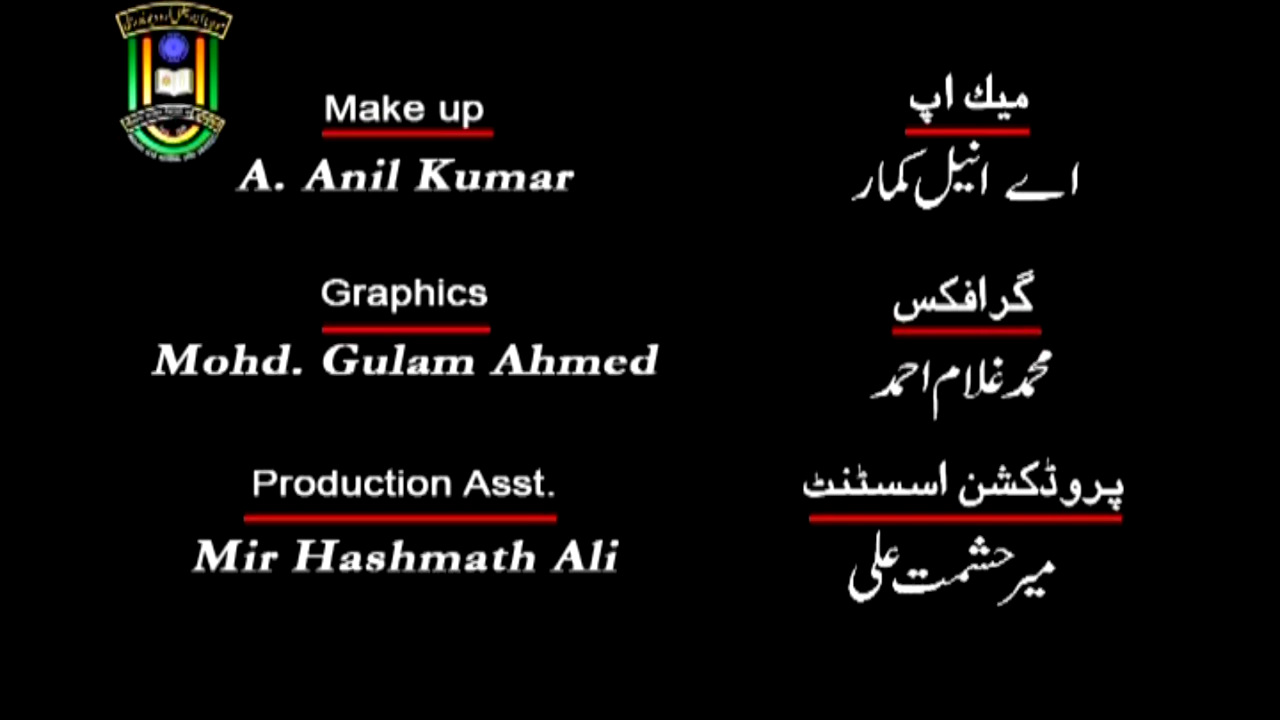 Make up
میك اپ
A. Anil Kumar
اے انیل کمار
Graphics
گرافکس
Mohd. Gulam Ahmed
محمد غلام احمد
Production Asst.
پروڈکشن اسسٹنٹ
Mir Hashmath Ali
میر حشمت علی